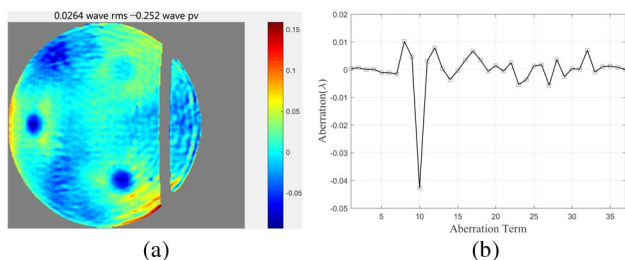 0.0264 wave rms --0.252 wave pv
0.15
0.1
0.05
0
-0.05
(a)
0.02
0.01
0
-0.01
-0.02
-0.03
-0.04
-0.05
Aberration(λ)
5 10 15 20 25 30 35
Aberration Term
(b)